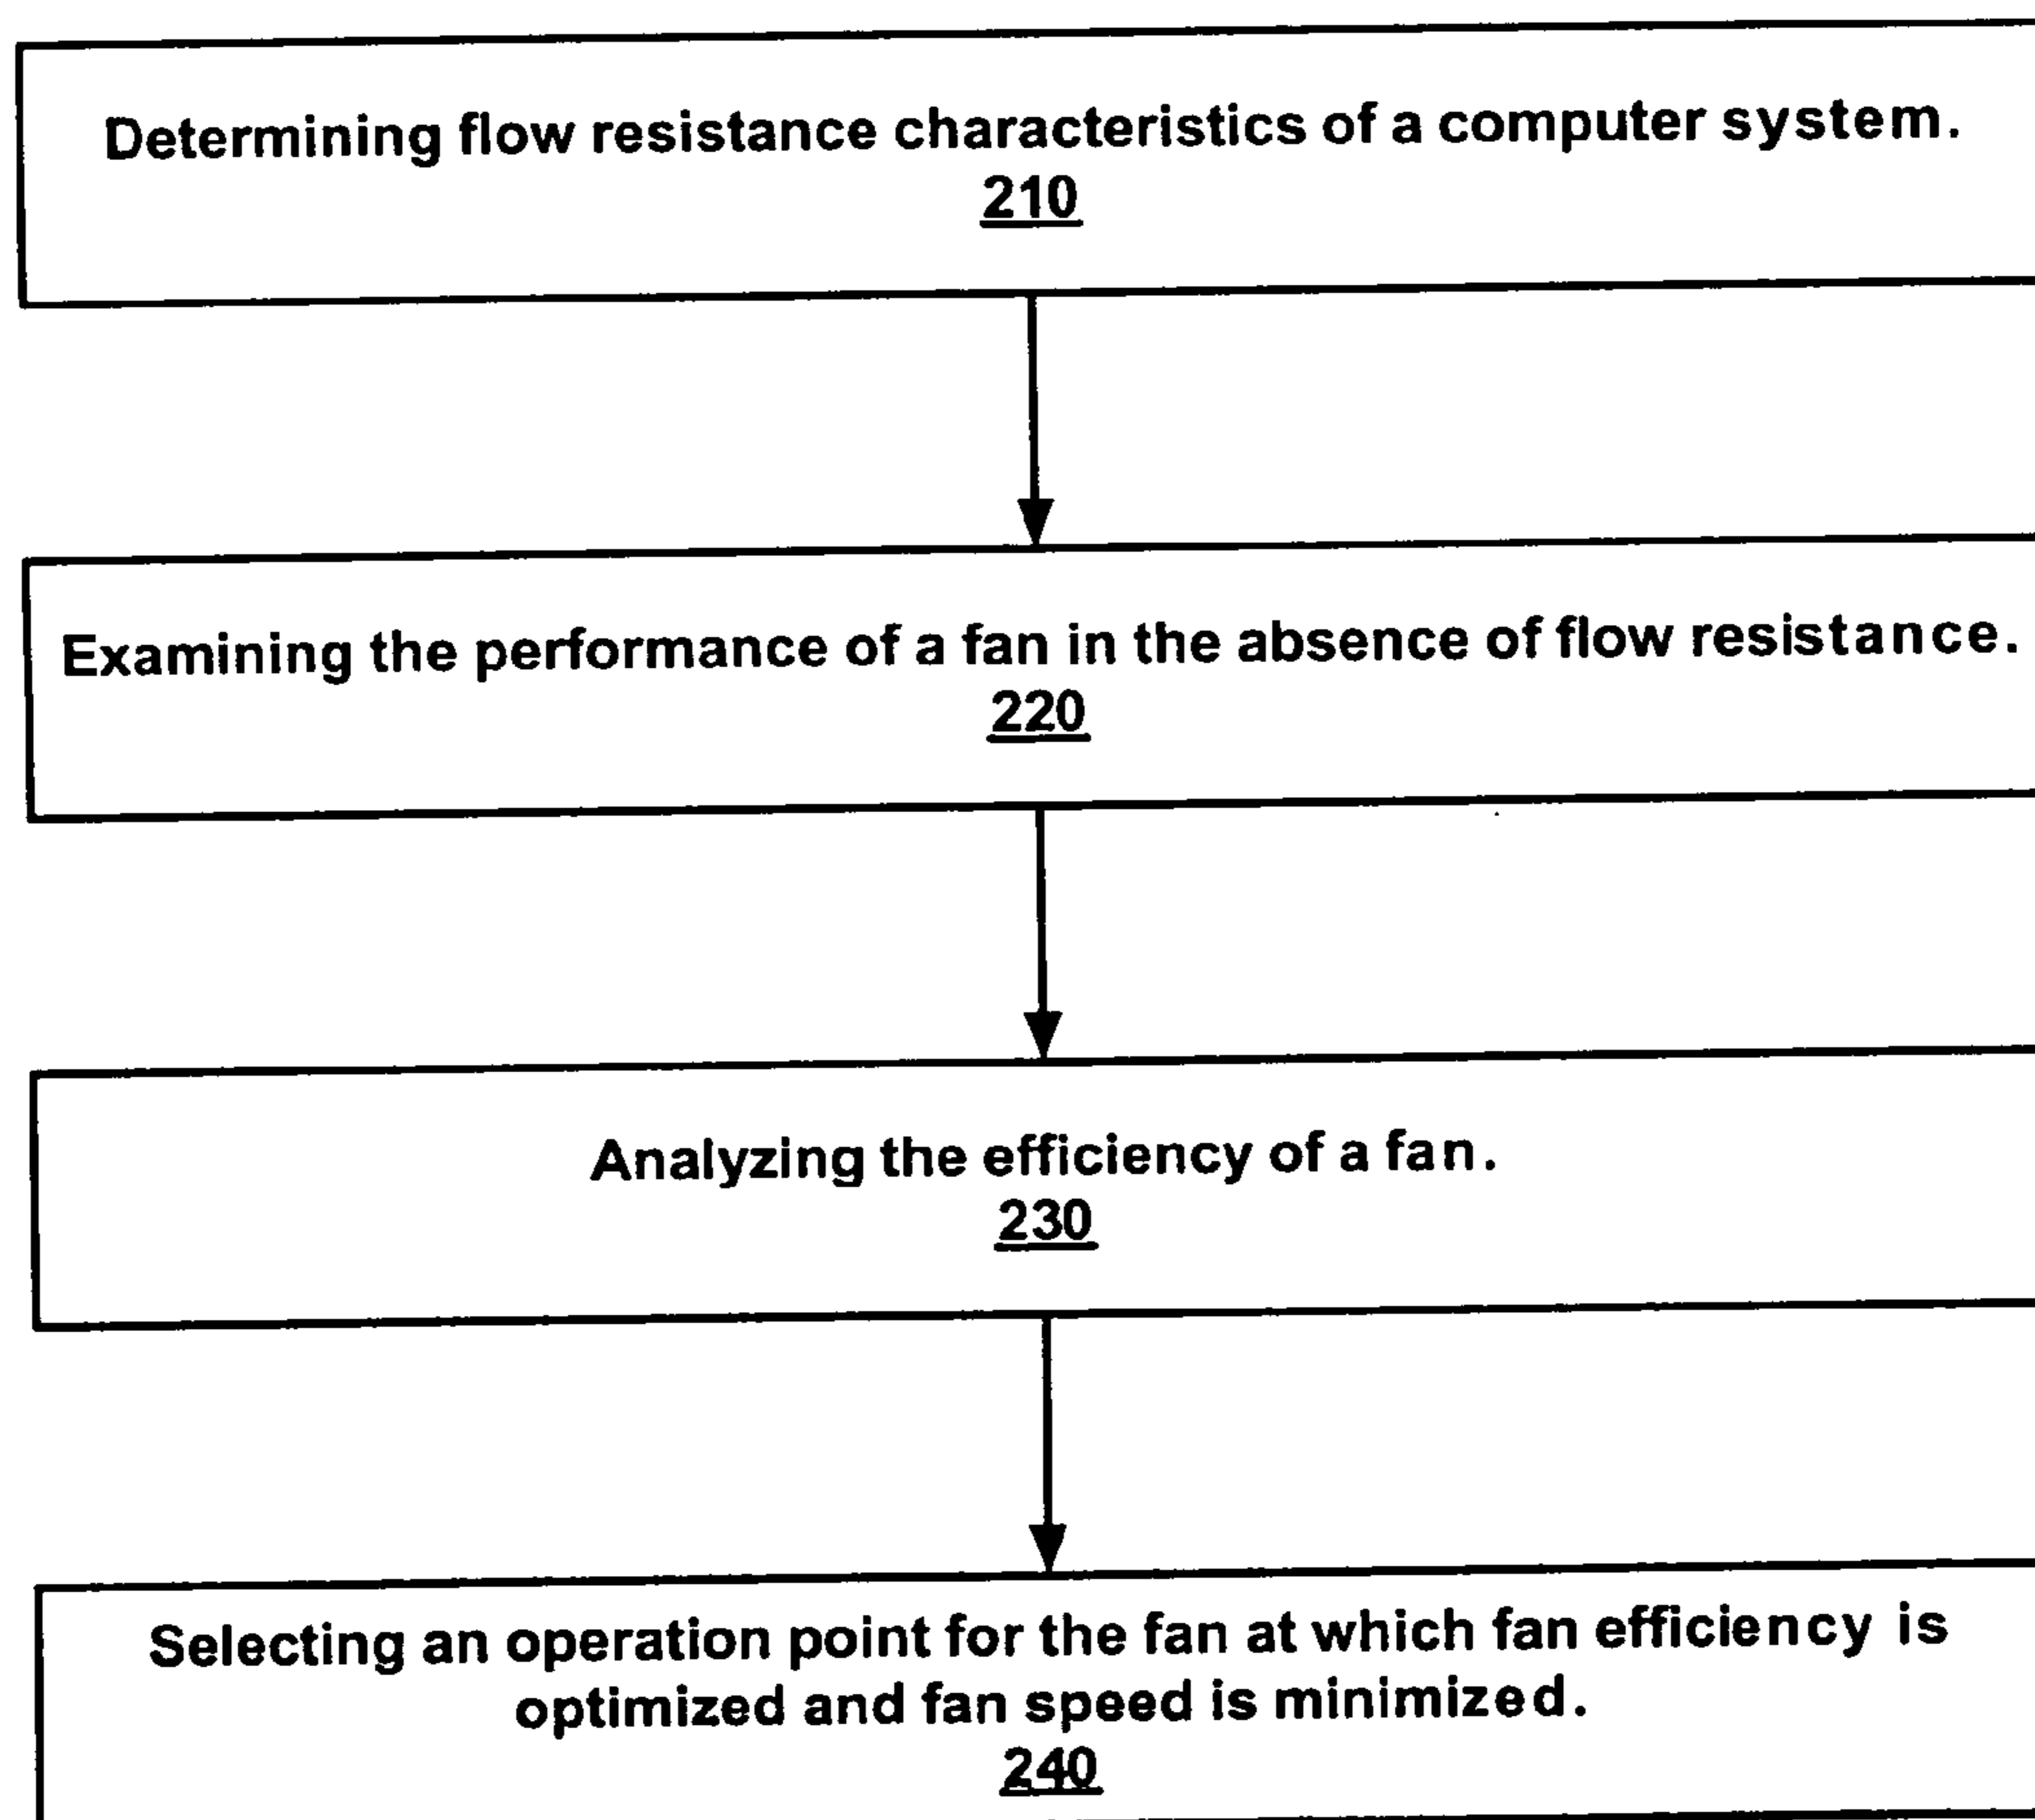 Determining flow resistance characteristics of a computer system.
210
Examining the performance of a fan in the absence of flow resistance.
220
Analyzing the efficiency of a fan.
230
Selecting an operation point for the fan at which fan efficiency is
optimized and fan speed is minimized.
240